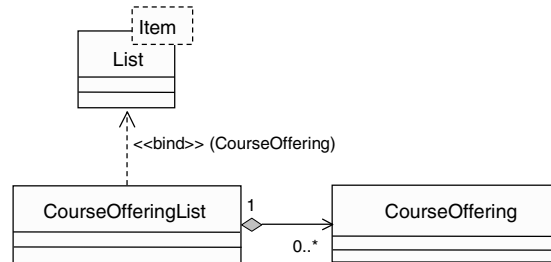 Item
List
<<bind>> (CourseOffering)
CourseOfferingList
1
CourseOffering
0..*